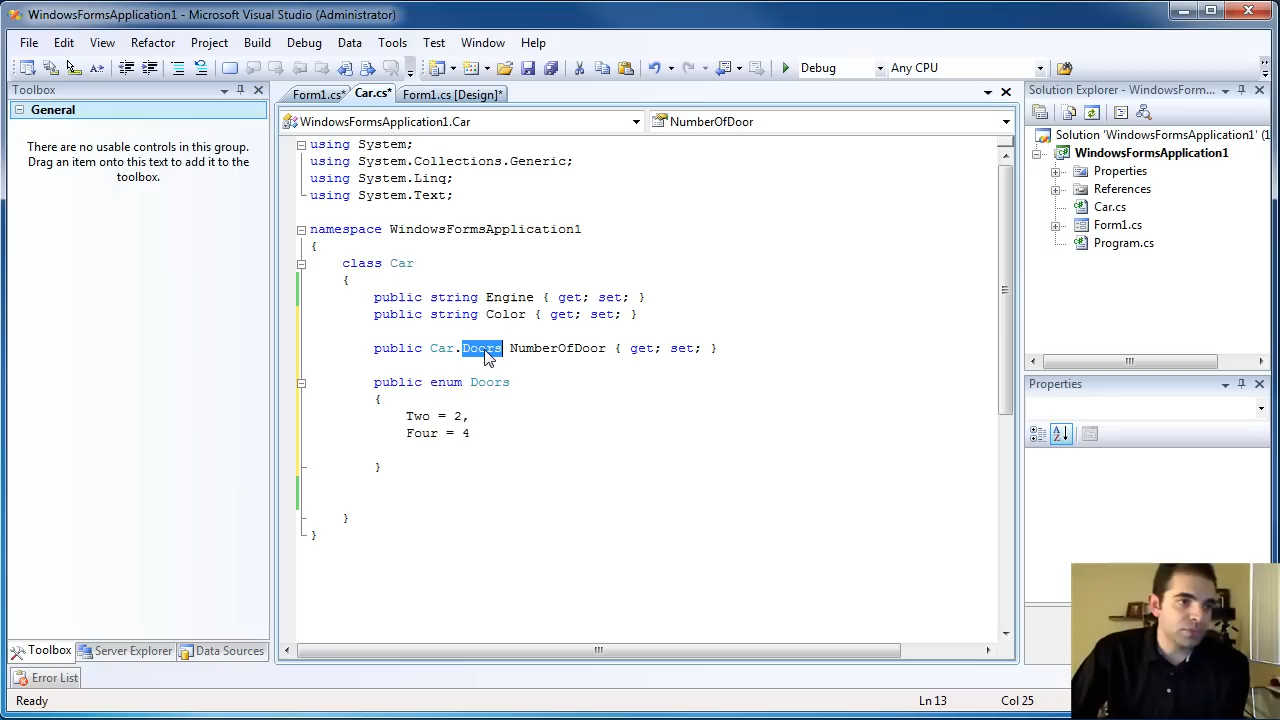 WindowsFormsApplication1 - Microsoft Visual Studio (Administrator)
File Edit View Refactor Project Build Debug Data Tools Test Window Help
Debug Any CPU
Toolbox
General
There are no usable controls in this group.
Drag an item onto this text to add it to the
toolbox.
Toolbox Server Explorer Data Sources
Form1.cs* Car.cs* Form1.cs [Design]*
WindowsFormsApplication1.Car NumberOfDoor
using System;
using System.Collections.Generic;
using System.Linq;
using System.Text;
namespace WindowsFormsApplication1
{
class Car
{
public string Engine { get; set; }
public string Color { get; set; }
public Car.Doors NumberOfDoor { get; set; }
public enum Doors
{
Two = 2,
Four = 4
}
}
}
Solution Explorer - WindowsForm...
Solution 'WindowsFormsApplication1' (1
WindowsFormsApplication1
Properties
References
Car.cs
Form1.cs
Program.cs
Properties
Error List
Ready Ln 13 Col 25